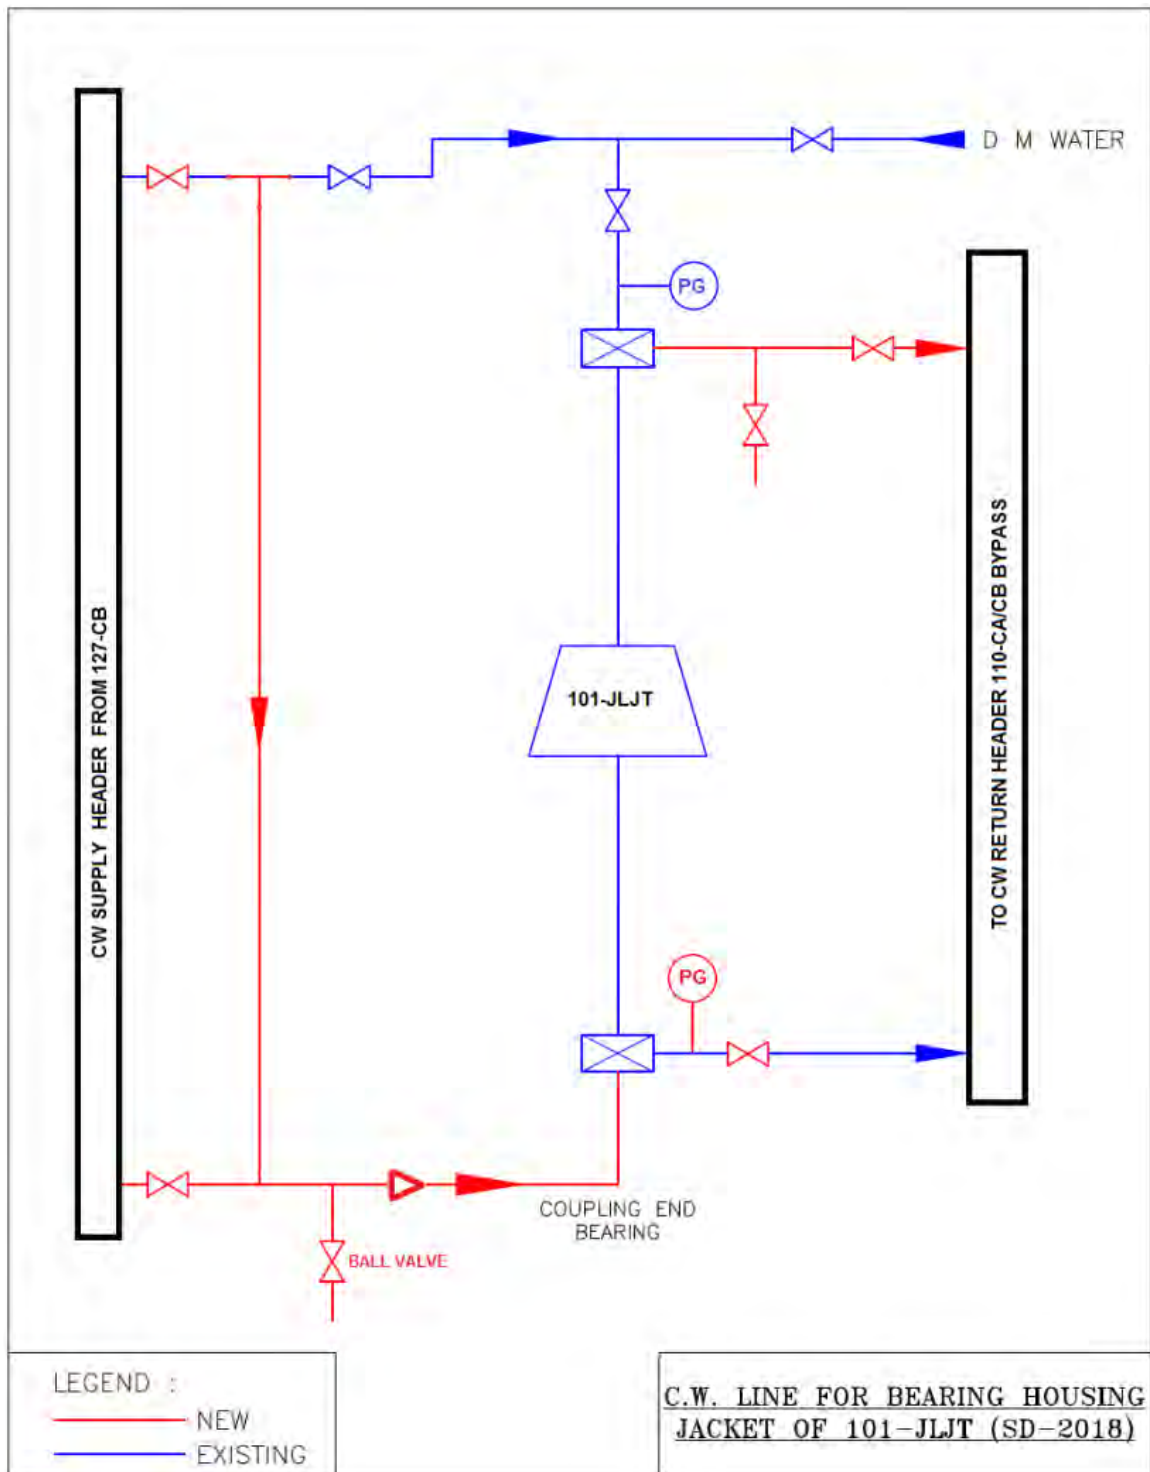 D M WATER
PG
CW SUPPLY HEADER FROM 127-CB
TO CW RETURN HEADER 110-CA/CB BYPASS
101-JLJT
PG
COUPLING END
BEARING
BALL VALVE
LEGEND :
NEW
EXISTING
C.W. LINE FOR BEARING HOUSING
JACKET OF 101-JLJT (SD-2018)